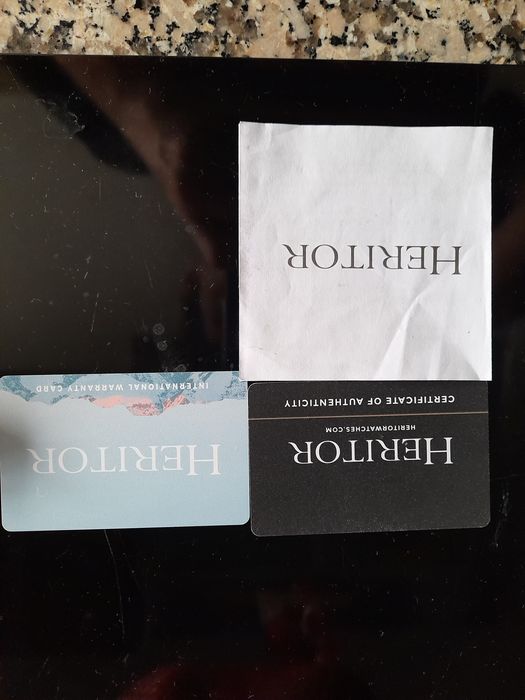 HERITOR
INTERNATIONAL WARRANTY CARD
HERITOR
CERTIFICATE OF AUTHENTICITY
HERITORWATCHES.COM
HERITOR